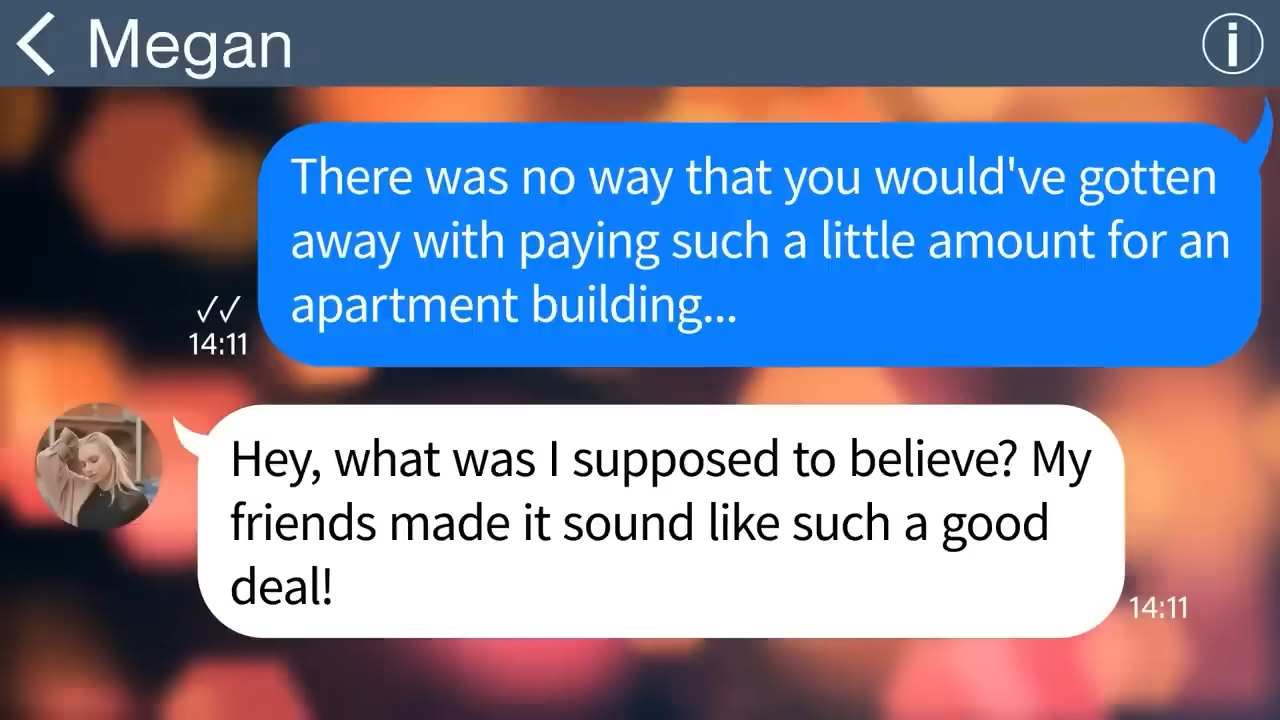 Megan
There was no way that you would've gotten
away with paying such a little amount for an
apartment building...
14:11
Hey, what was I supposed to believe? My
friends made it sound like such a good
deal!
14:11